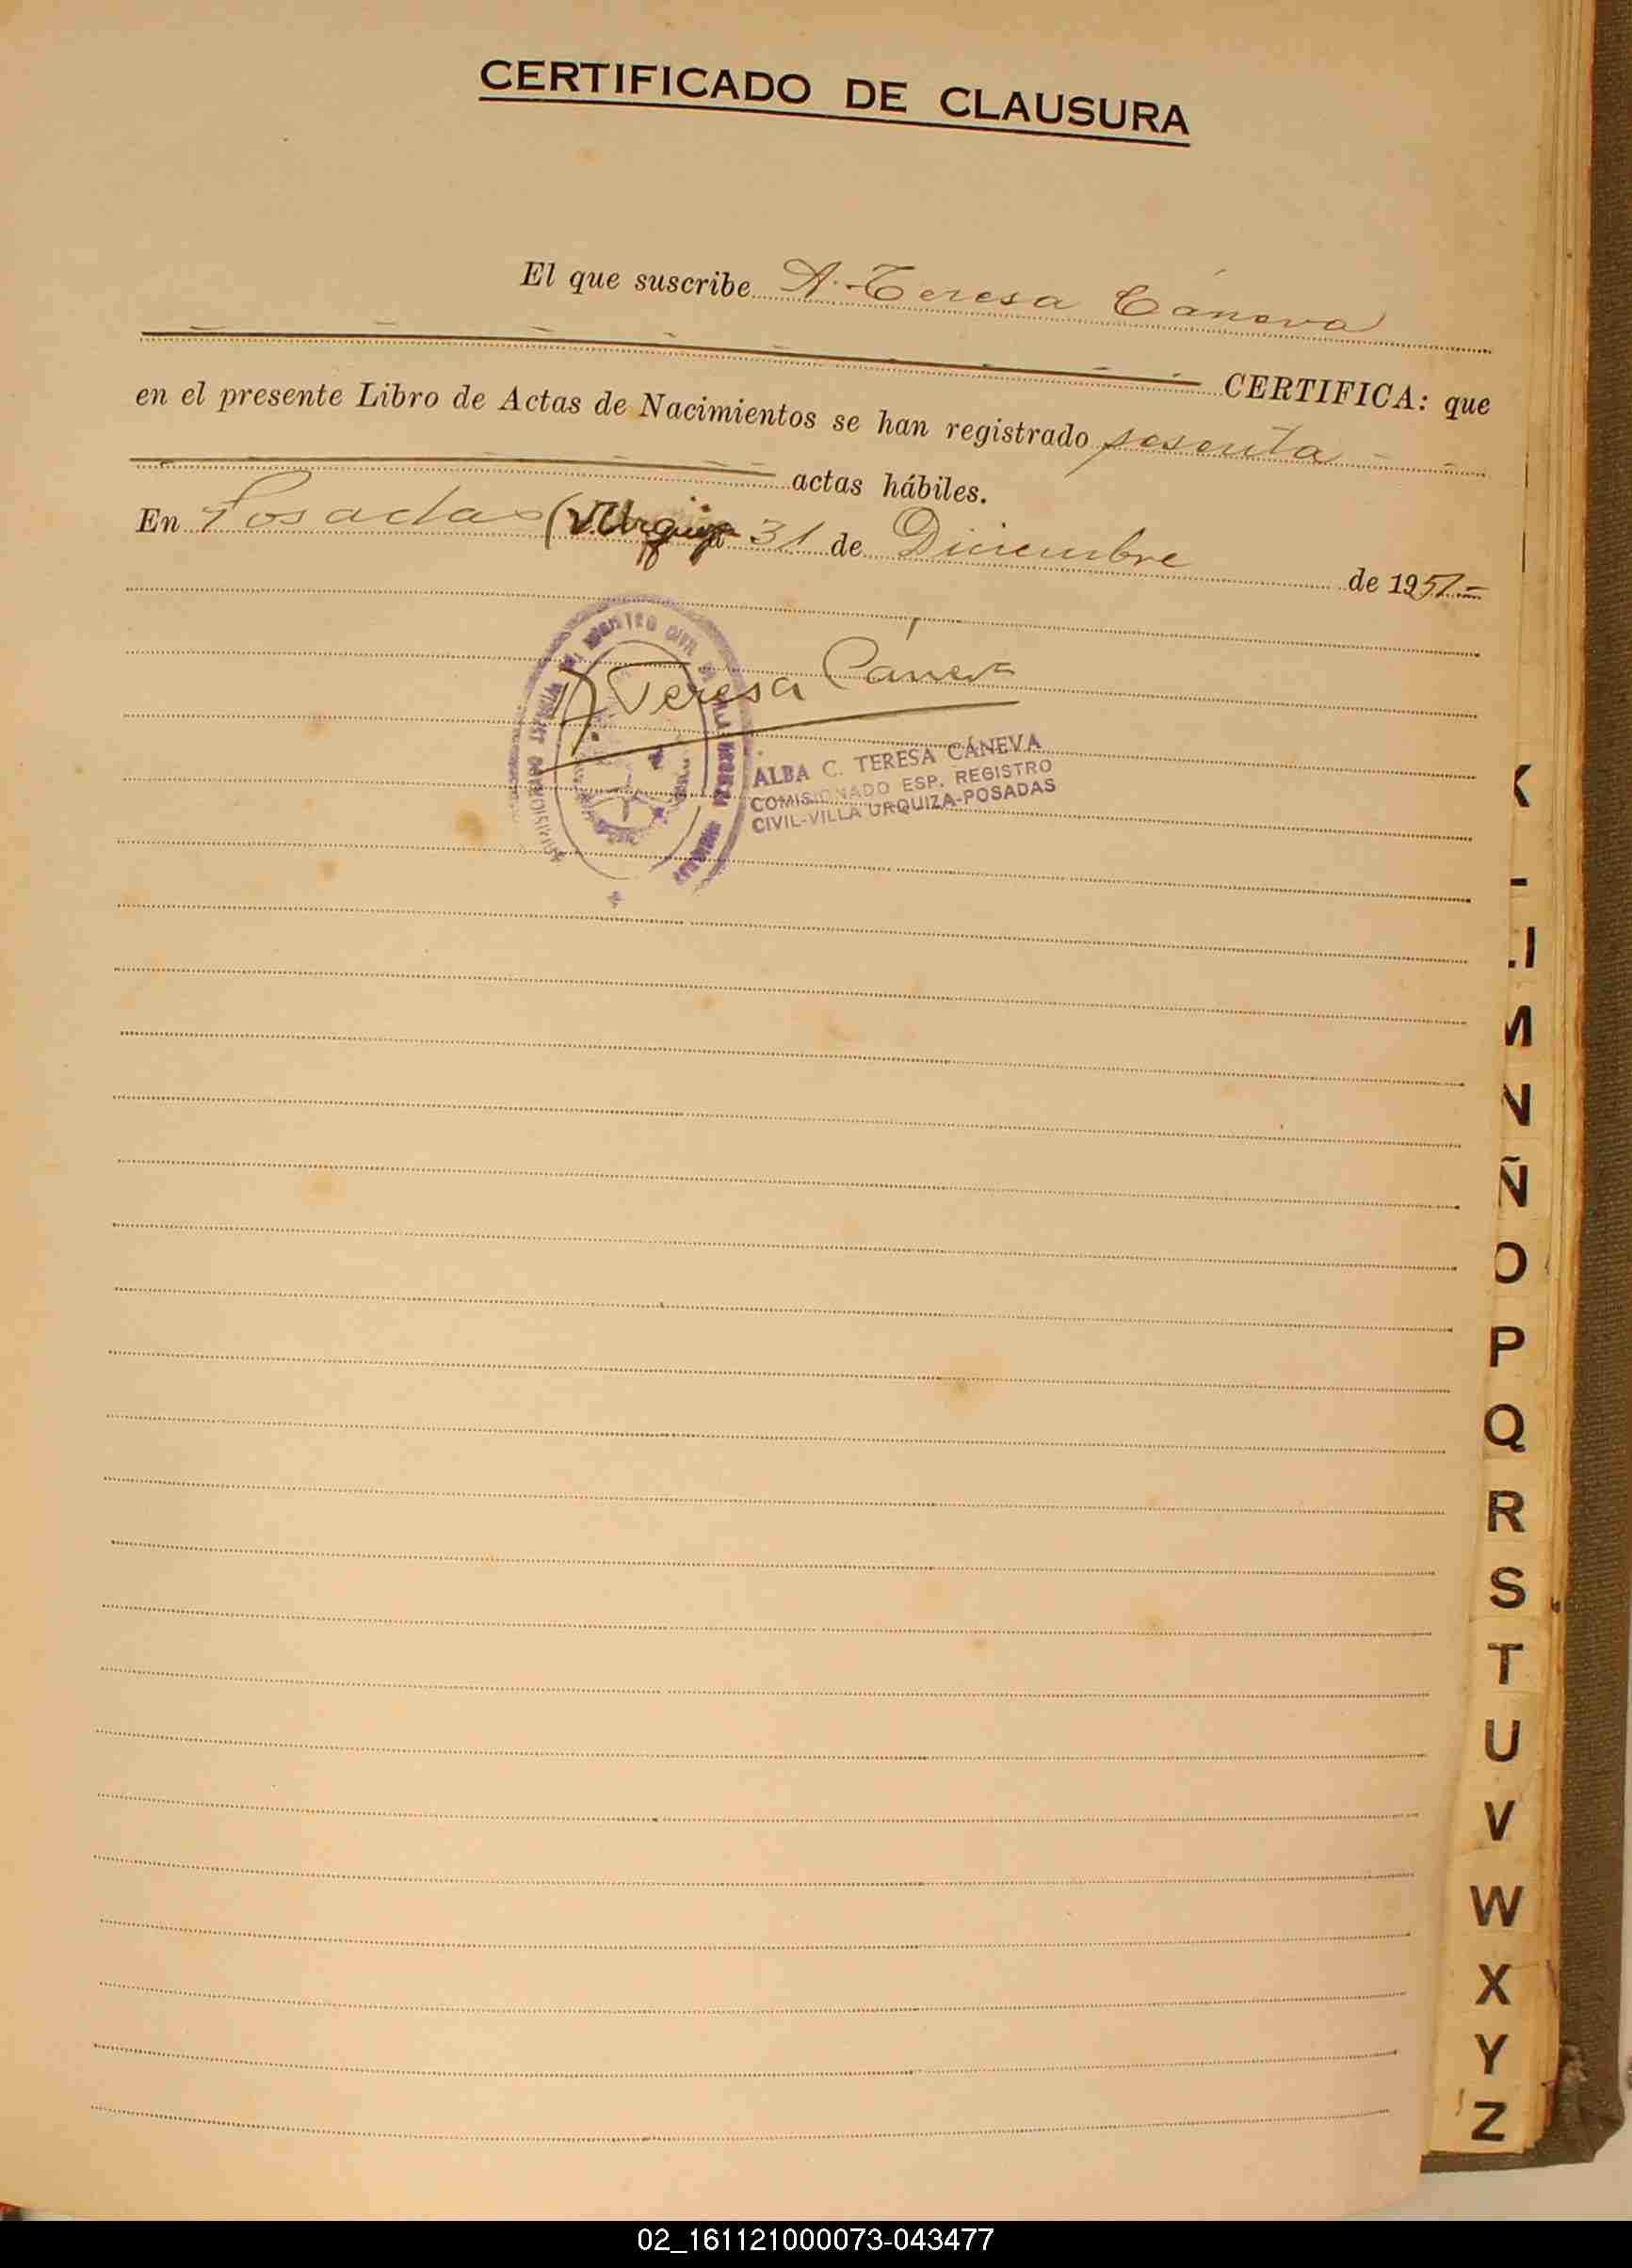 CERTIFICADO DE CLAUSURA
El que suscribe A. Teresa Cáneva
CERTIFICA: que
en el presente Libro de Actas de Nacimientos se han registrado sesenta
actas hábiles.
En Posadas (V. Urquiza 31 de Diciembre de 1951.-
A Teresa Cáneva
ALBA C. TERESA CÁNEVA
COMISIONADO ESP. REGISTRO
CIVIL-VILLA URQUIZA-POSADAS
K
M
N
Ñ
O
P
Q
R
S
T
U
V
W
X
Y
Z
02_161121000073-043477